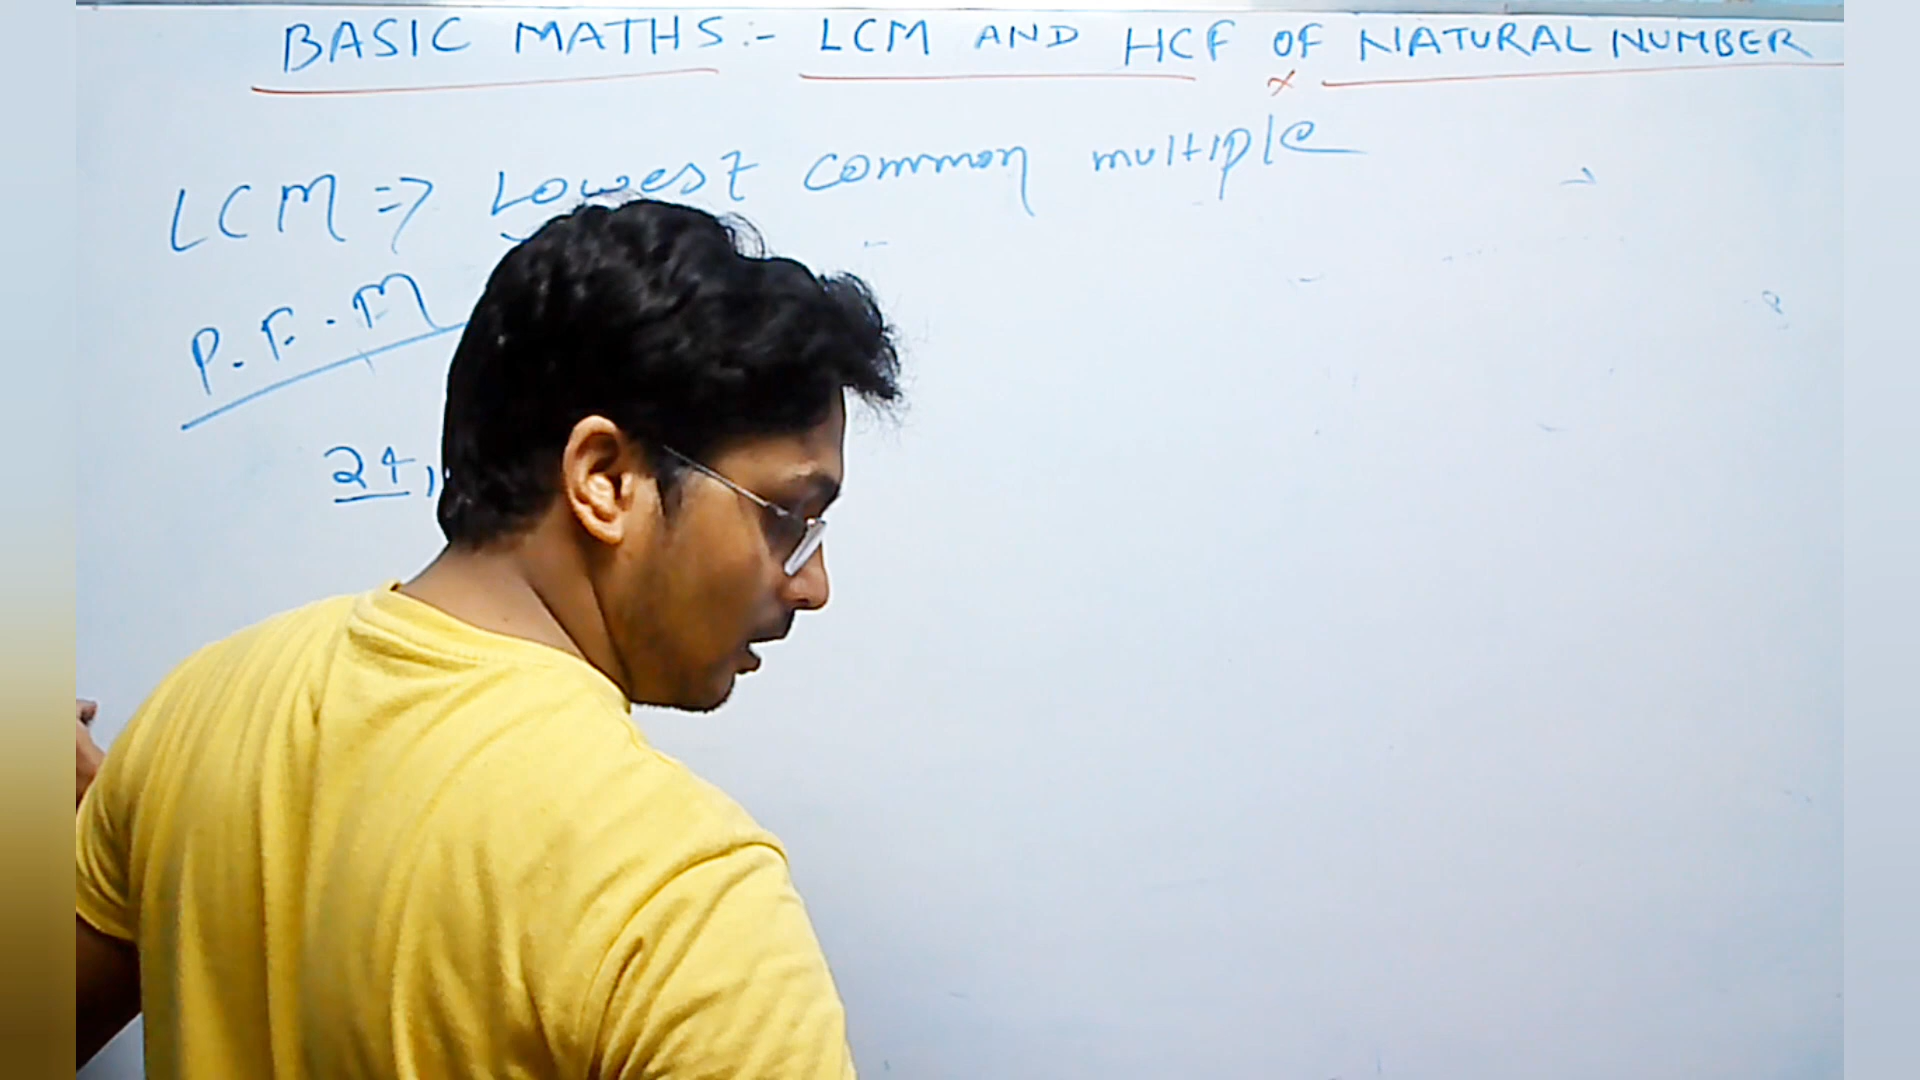 BASIC MATHS:- LCM AND HCF OF NATURAL NUMBER
LCM => Lowest common multiple
P.F.M
24,